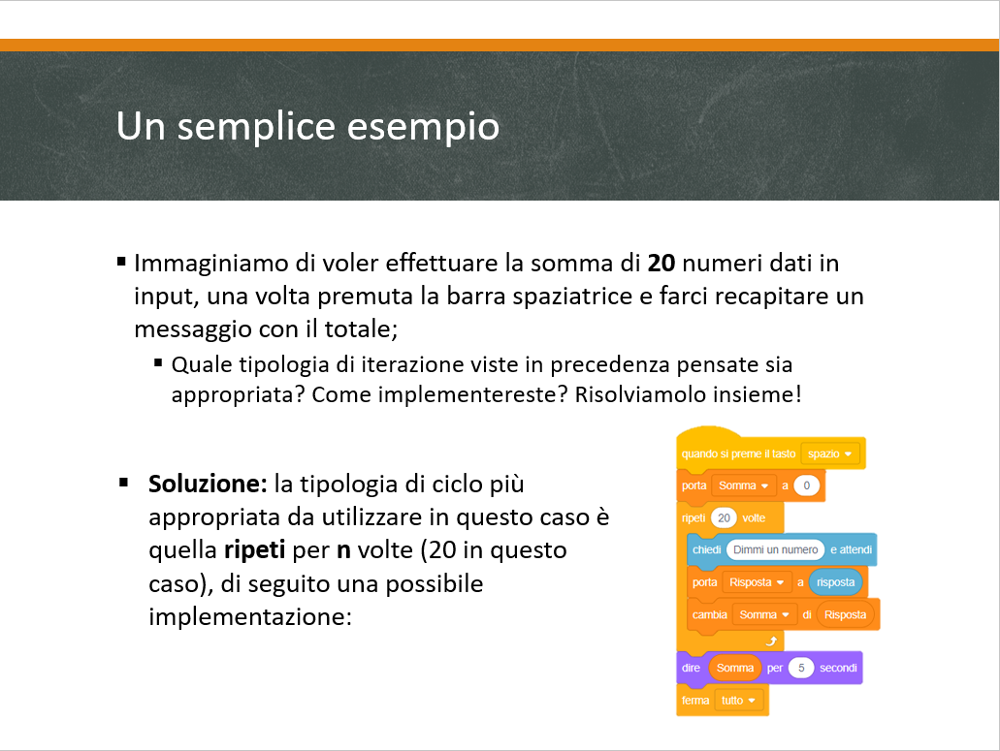 Un semplice esempio
▪ Immaginiamo di voler effettuare la somma di 20 numeri dati in
input, una volta premuta la barra spaziatrice e farci recapitare un
messaggio con il totale;
▪ Quale tipologia di iterazione viste in precedenza pensate sia
appropriata? Come implementereste? Risolviamolo insieme!
▪ Soluzione: la tipologia di ciclo più
appropriata da utilizzare in questo caso è
quella ripeti per n volte (20 in questo
caso), di seguito una possibile
implementazione:
quando si preme il tasto spazio
porta Somma a 0
ripeti 20 volte
chiedi Dimmi un numero e attendi
porta Risposta a risposta
cambia Somma di Risposta
dire Somma per 5 secondi
ferma tutto